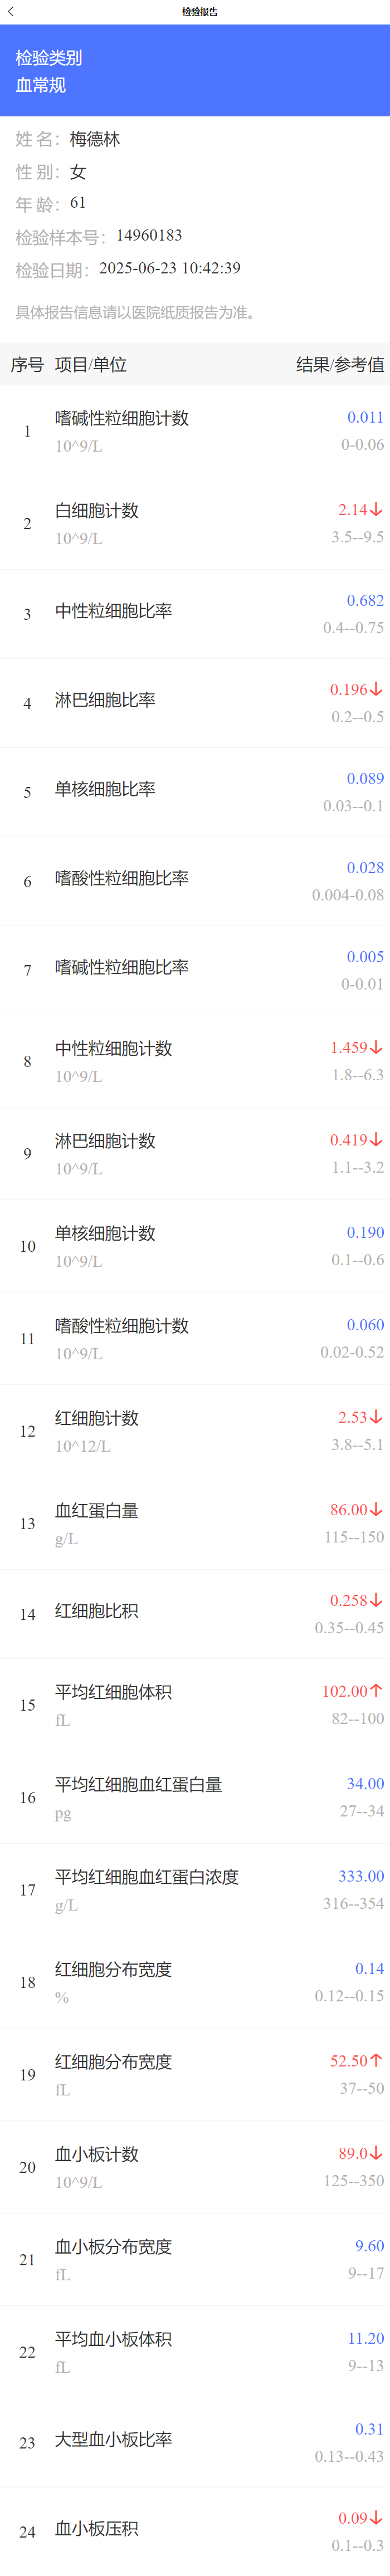 检验报告
检验类别
血常规
姓 名： 梅德林
性 别： 女
年 龄： 61
检验样本号： 14960183
检验日期： 2025-06-23 10:42:39
具体报告信息请以医院纸质报告为准。
序号 项目/单位 结果/参考值
1 嗜碱性粒细胞计数 0.011
10^9/L 0-0.06
2 白细胞计数 2.14↓
10^9/L 3.5--9.5
3 中性粒细胞比率 0.682
0.4--0.75
4 淋巴细胞比率 0.196↓
0.2--0.5
5 单核细胞比率 0.089
0.03--0.1
6 嗜酸性粒细胞比率 0.028
0.004-0.08
7 嗜碱性粒细胞比率 0.005
0-0.01
8 中性粒细胞计数 1.459↓
10^9/L 1.8--6.3
9 淋巴细胞计数 0.419↓
10^9/L 1.1--3.2
10 单核细胞计数 0.190
10^9/L 0.1--0.6
11 嗜酸性粒细胞计数 0.060
10^9/L 0.02-0.52
12 红细胞计数 2.53↓
10^12/L 3.8--5.1
13 血红蛋白量 86.00↓
g/L 115--150
14 红细胞比积 0.258↓
0.35--0.45
15 平均红细胞体积 102.00↑
fL 82--100
16 平均红细胞血红蛋白量 34.00
pg 27--34
17 平均红细胞血红蛋白浓度 333.00
g/L 316--354
18 红细胞分布宽度 0.14
% 0.12--0.15
19 红细胞分布宽度 52.50↑
fL 37--50
20 血小板计数 89.0↓
10^9/L 125--350
21 血小板分布宽度 9.60
fL 9--17
22 平均血小板体积 11.20
fL 9--13
23 大型血小板比率 0.31
0.13--0.43
24 血小板压积 0.09↓
0.1--0.3